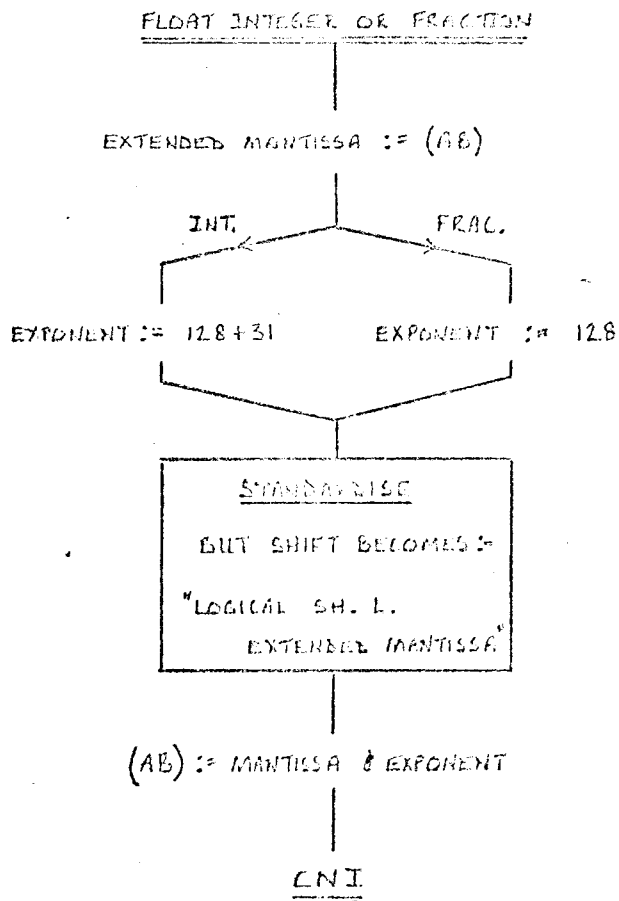 FLOAT INTEGER OR FRACTION
EXTENDED MANTISSA := (AB)
INT. FRAC.
EXPONENT := 128+31 EXPONENT := 128
STANDARDISE
BUT SHIFT BECOMES :-
"LOGICAL SH. L.
EXTENDED MANTISSA"
(AB) := MANTISSA & EXPONENT
CNI